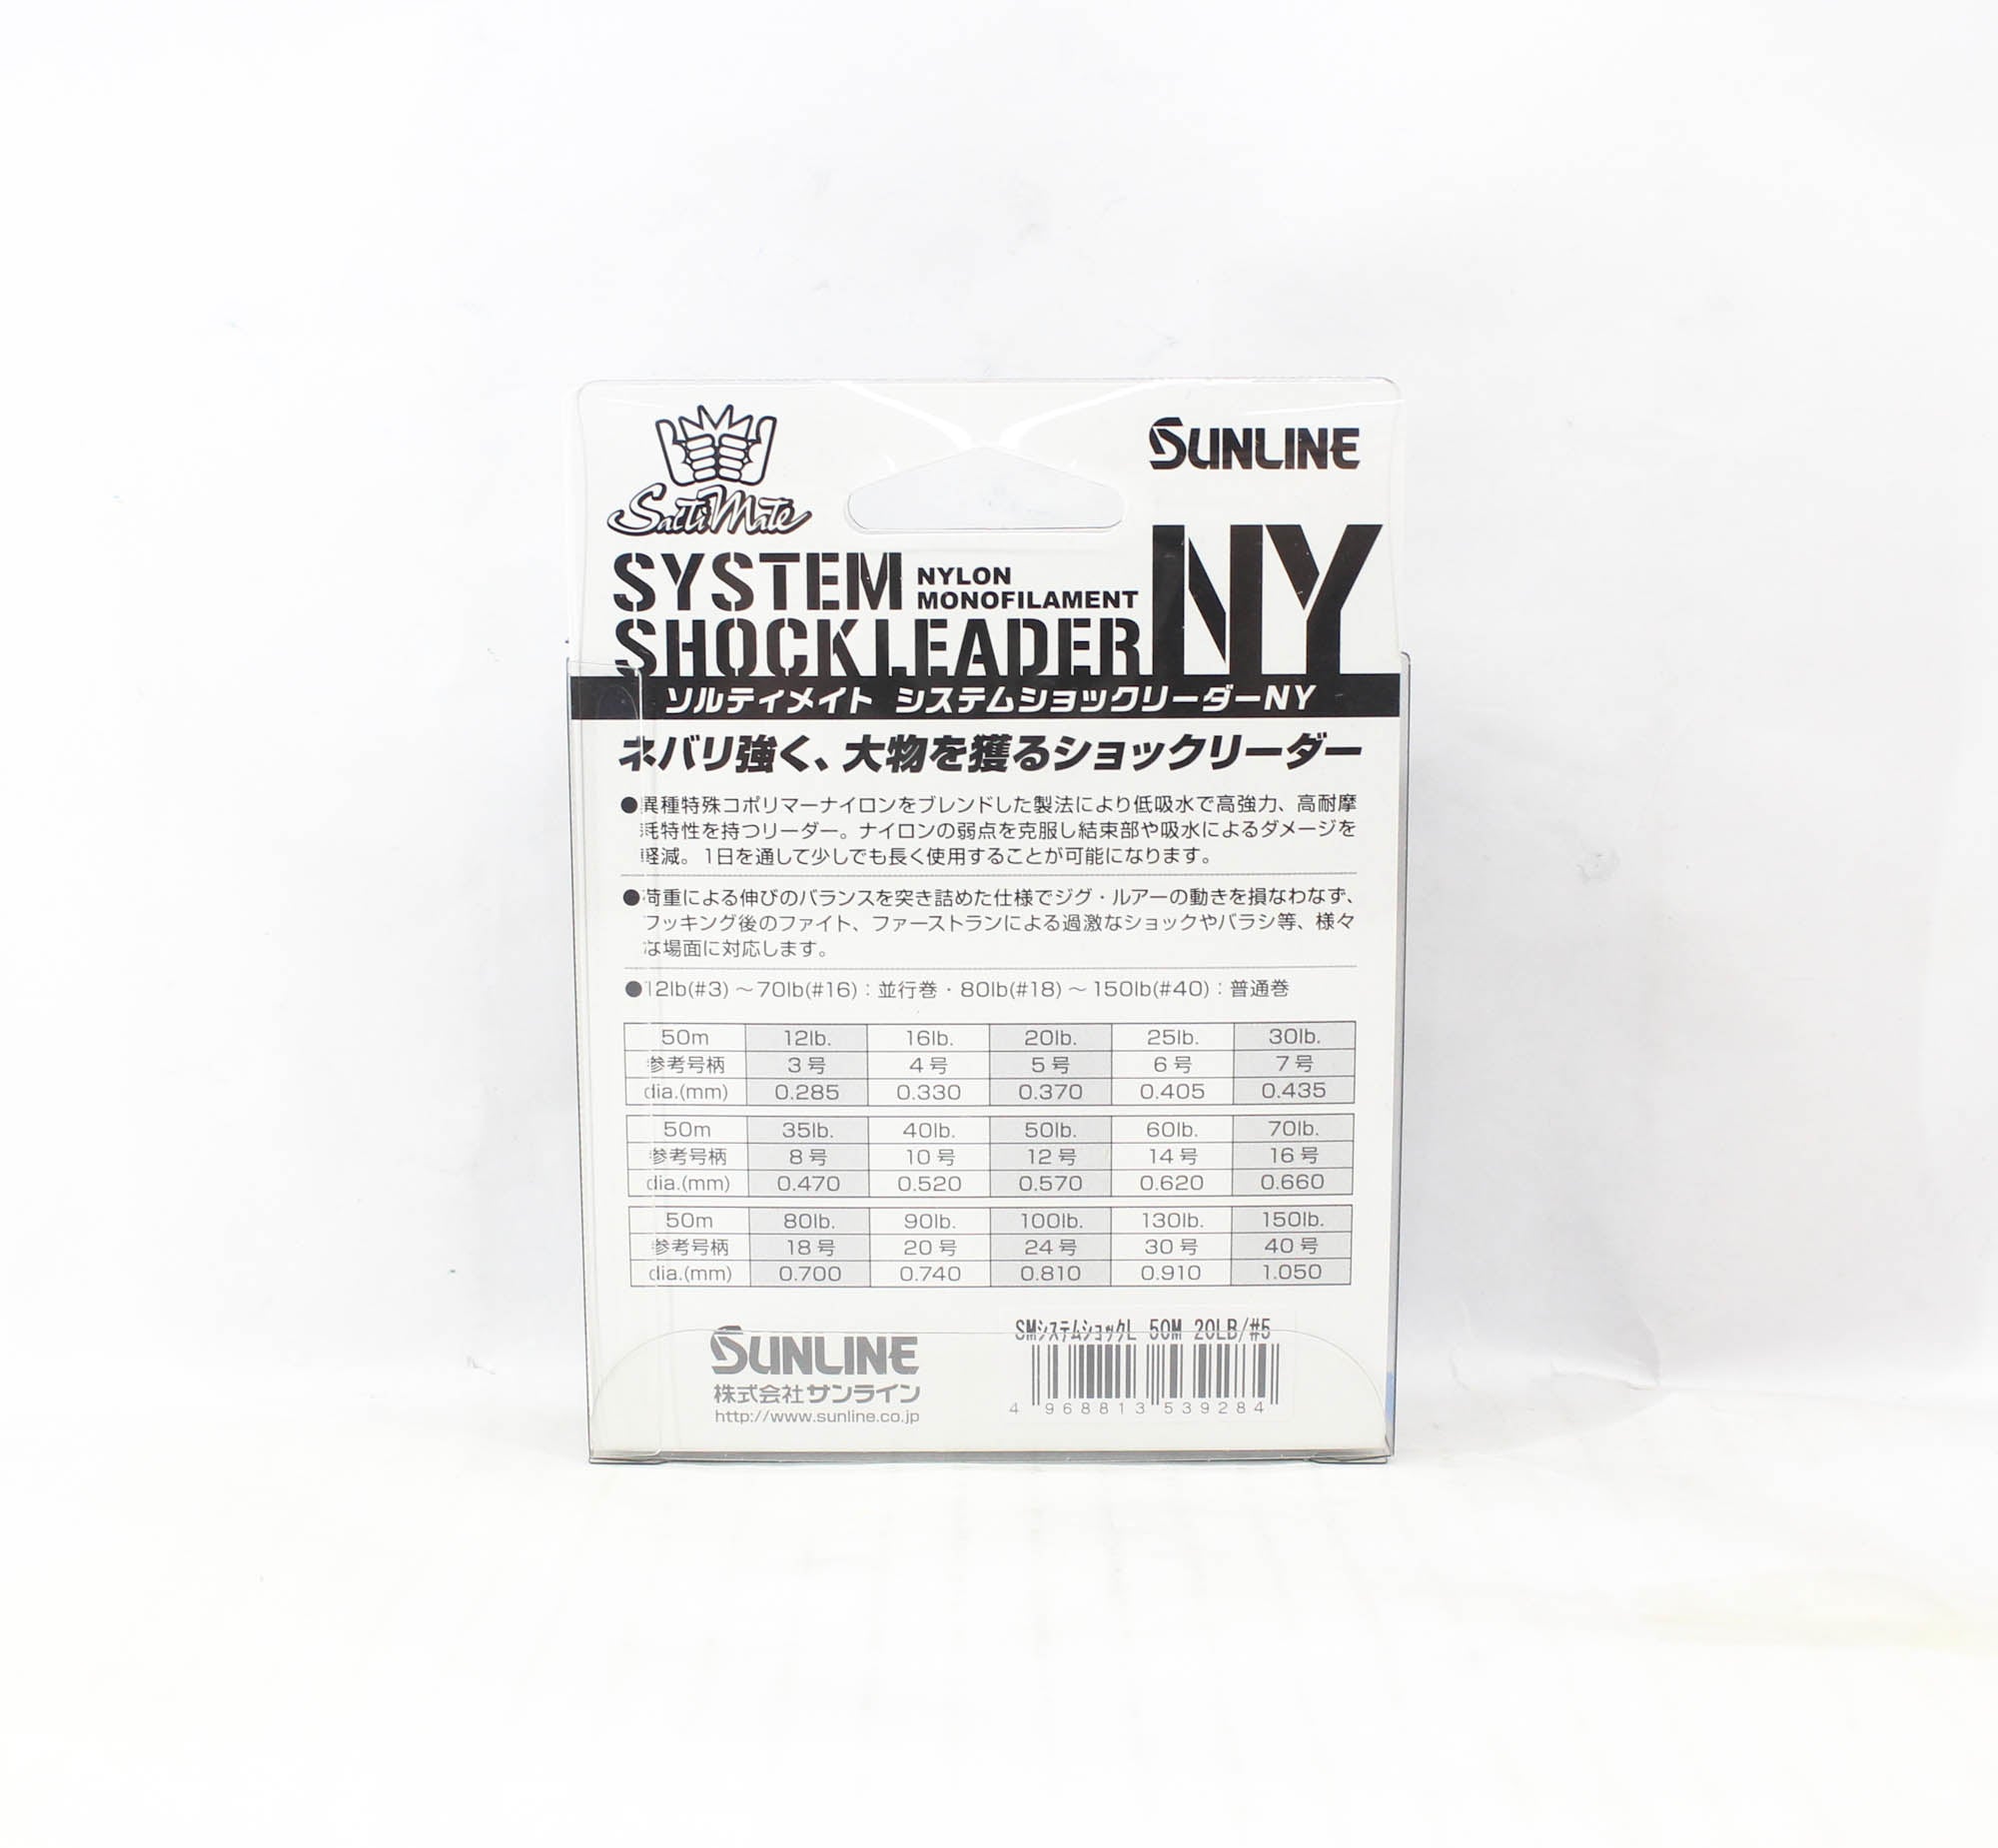 SaltiMate
SUNLINE
SYSTEM NYLON MONOFILAMENT NY
SHOCKLEADER
ソルティメイト システムショックリーダーNY
ネバリ強く、大物を獲るショックリーダー
●異種特殊コポリマーナイロンをブレンドした製法により低吸水で高強力、高耐摩
耗特性を持つリーダー。ナイロンの弱点を克服し結束部や吸水によるダメージを
軽減。1日を通して少しでも長く使用することが可能になります。
●荷重による伸びのバランスを突き詰めた仕様でジグ・ルアーの動きを損なわなず、
フッキング後のファイト、ファーストランによる過激なショックやバラシ等、様々
な場面に対応します。
●12lb(#3)～70lb(#16)：並行巻・80lb(#18)～150lb(#40)：普通巻
50m 12lb. 16lb. 20lb. 25lb. 30lb.
参考号柄 3号 4号 5号 6号 7号
dia.(mm) 0.285 0.330 0.370 0.405 0.435
50m 35lb. 40lb. 50lb. 60lb. 70lb.
参考号柄 8号 10号 12号 14号 16号
dia.(mm) 0.470 0.520 0.570 0.620 0.660
50m 80lb. 90lb. 100lb. 130lb. 150lb.
参考号柄 18号 20号 24号 30号 40号
dia.(mm) 0.700 0.740 0.810 0.910 1.050
SUNLINE
株式会社サンライン
http://www.sunline.co.jp
SMシステムショックL 50M 20LB/#5
4 968813 539284